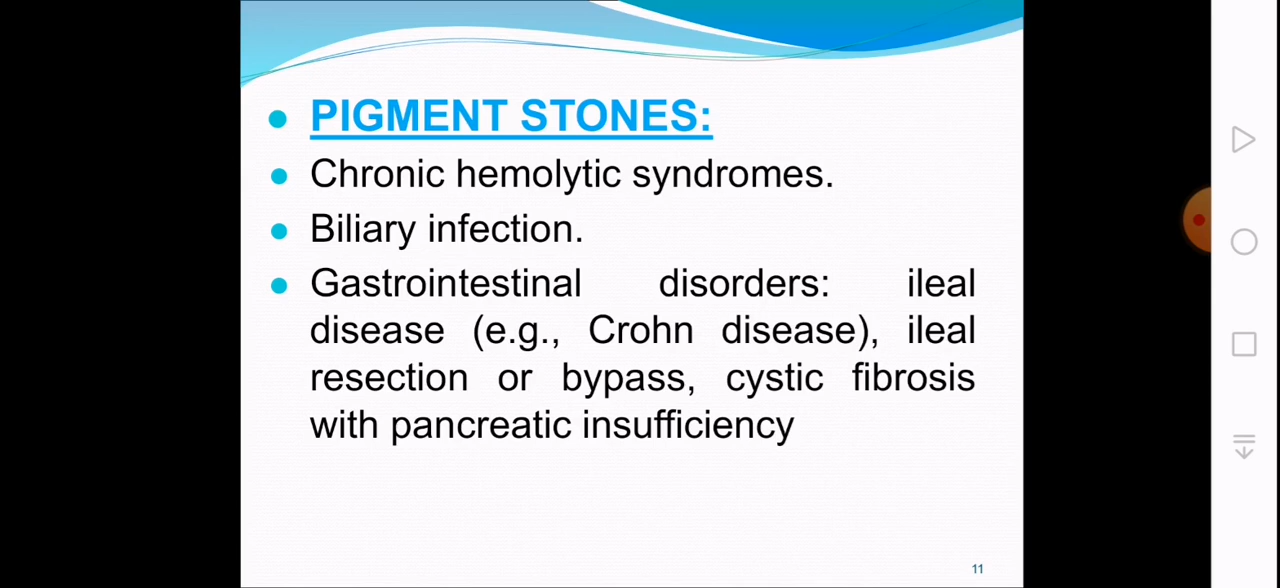 PIGMENT STONES:
Chronic hemolytic syndromes.
Biliary infection.
Gastrointestinal disorders: ileal
disease (e.g., Crohn disease), ileal
resection or bypass, cystic fibrosis
with pancreatic insufficiency
11